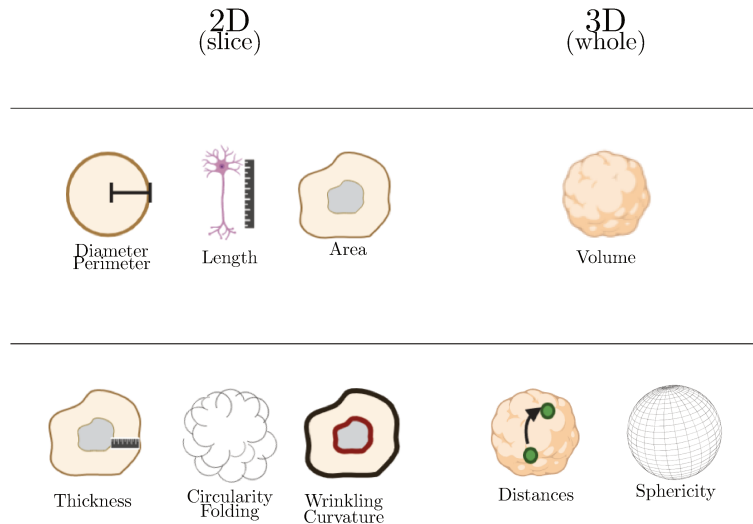 2D
(slice)
3D
(whole)
Diameter
Perimeter
Length
Area
Volume
Thickness
Circularity
Folding
Wrinkling
Curvature
Distances
Sphericity